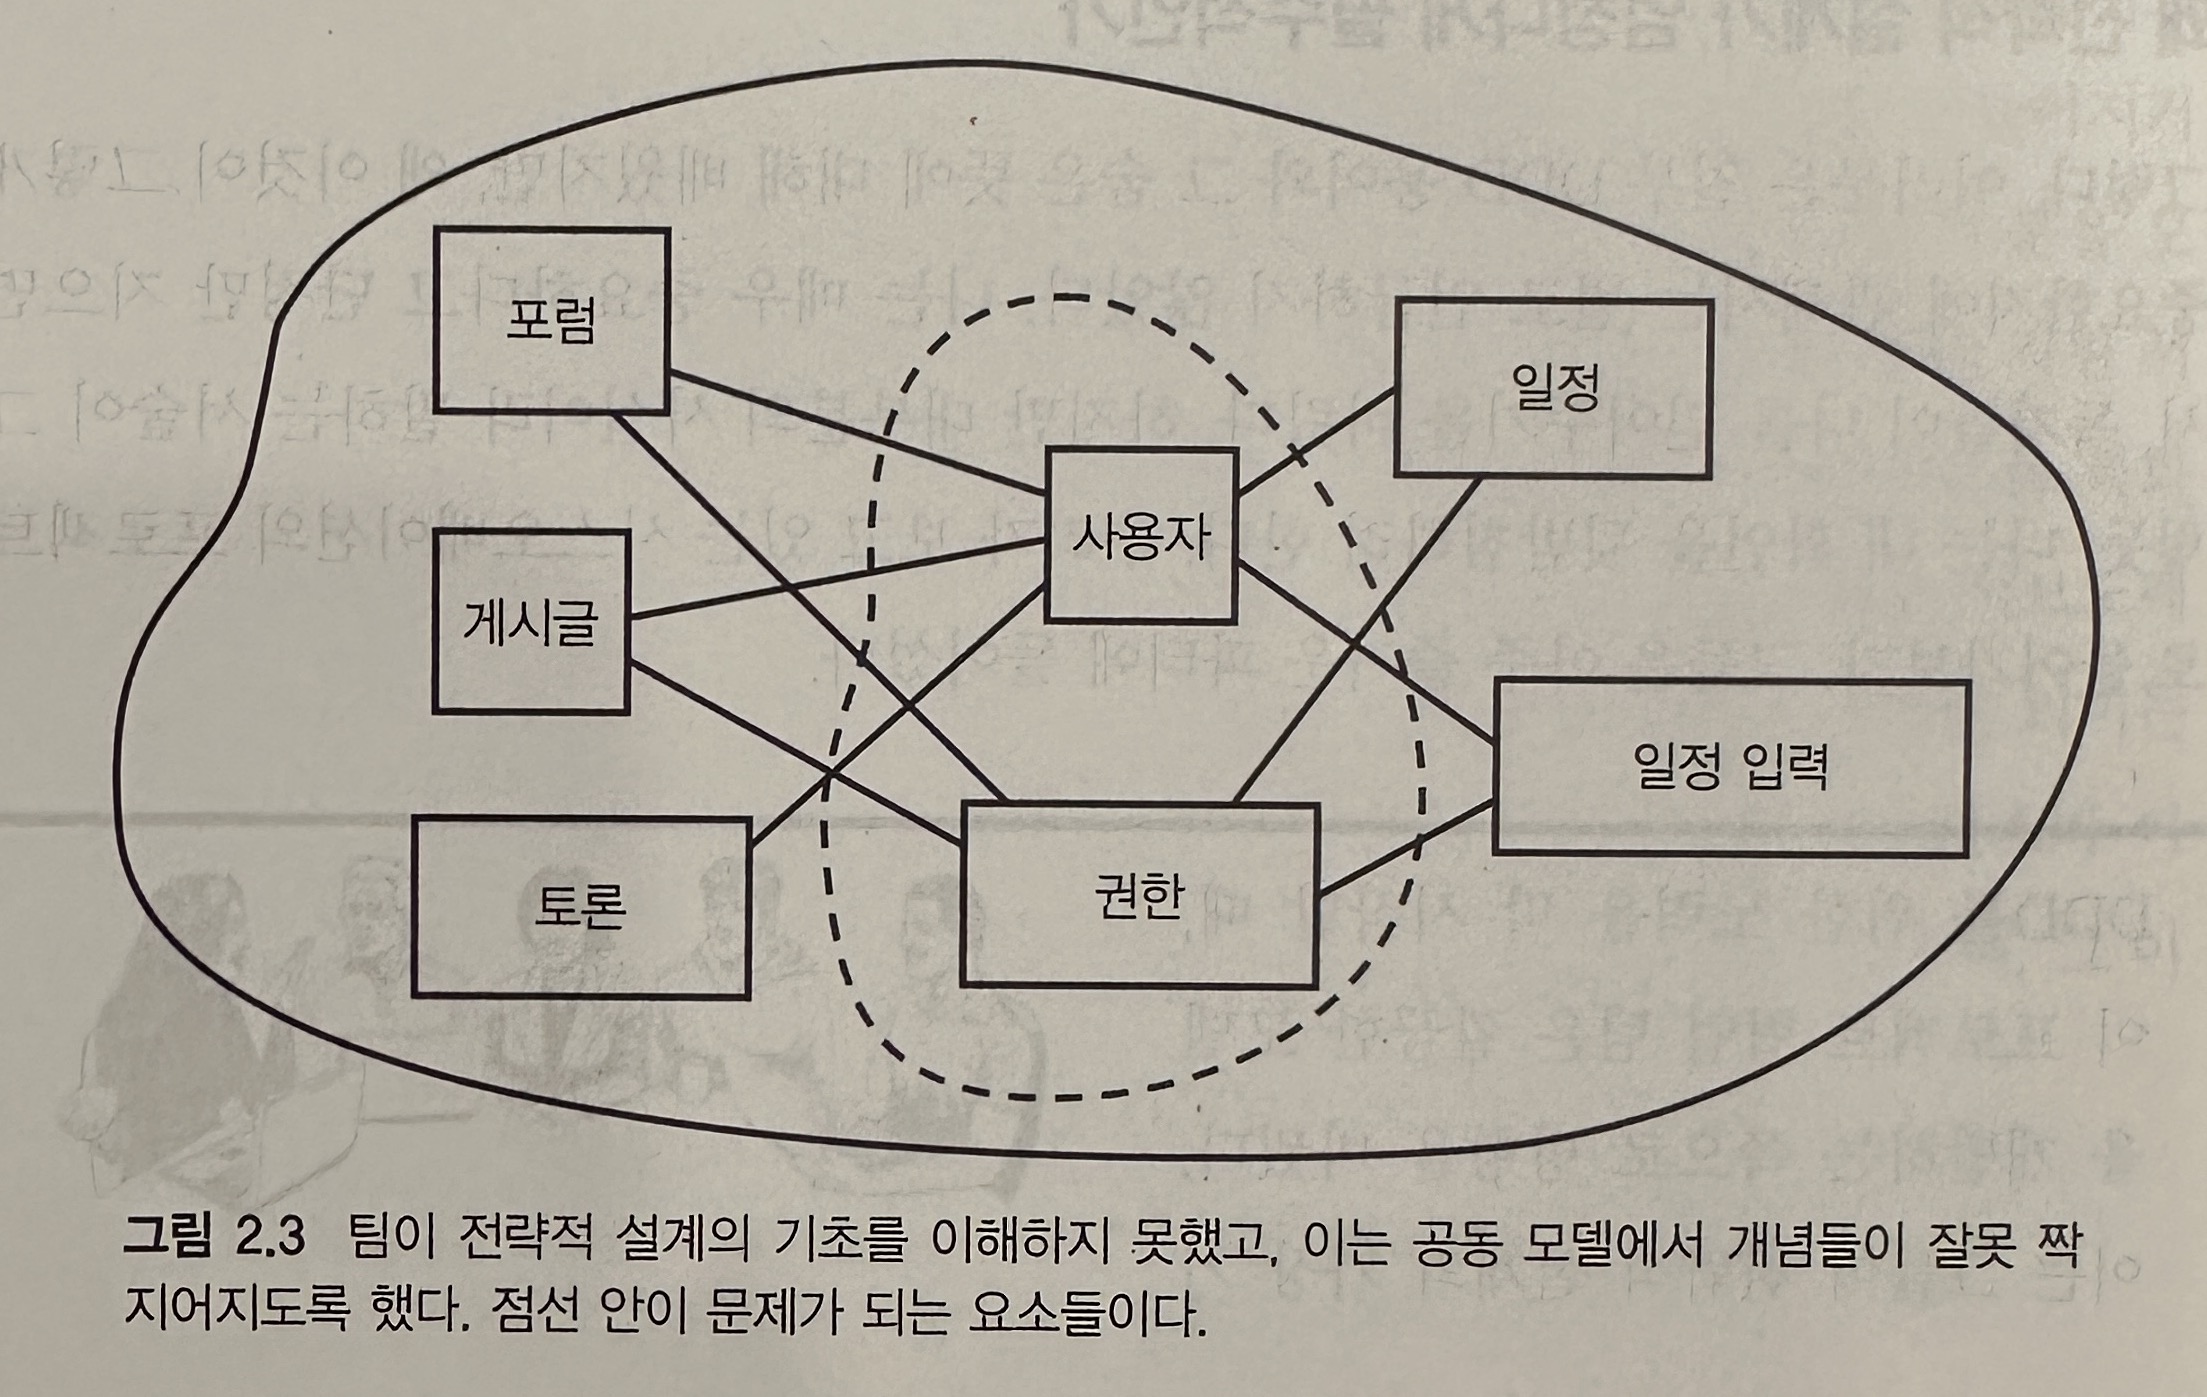 포럼
일정
사용자
게시글
일정 입력
토론
권한
그림 2.3 팀이 전략적 설계의 기초를 이해하지 못했고, 이는 공동 모델에서 개념들이 잘못 짝
지어지도록 했다. 점선 안이 문제가 되는 요소들이다.